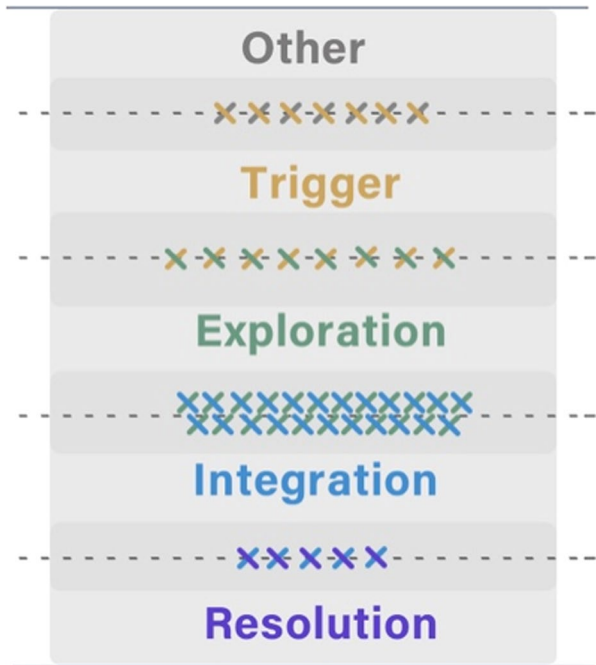 Other
Trigger
Exploration
Integration
Resolution